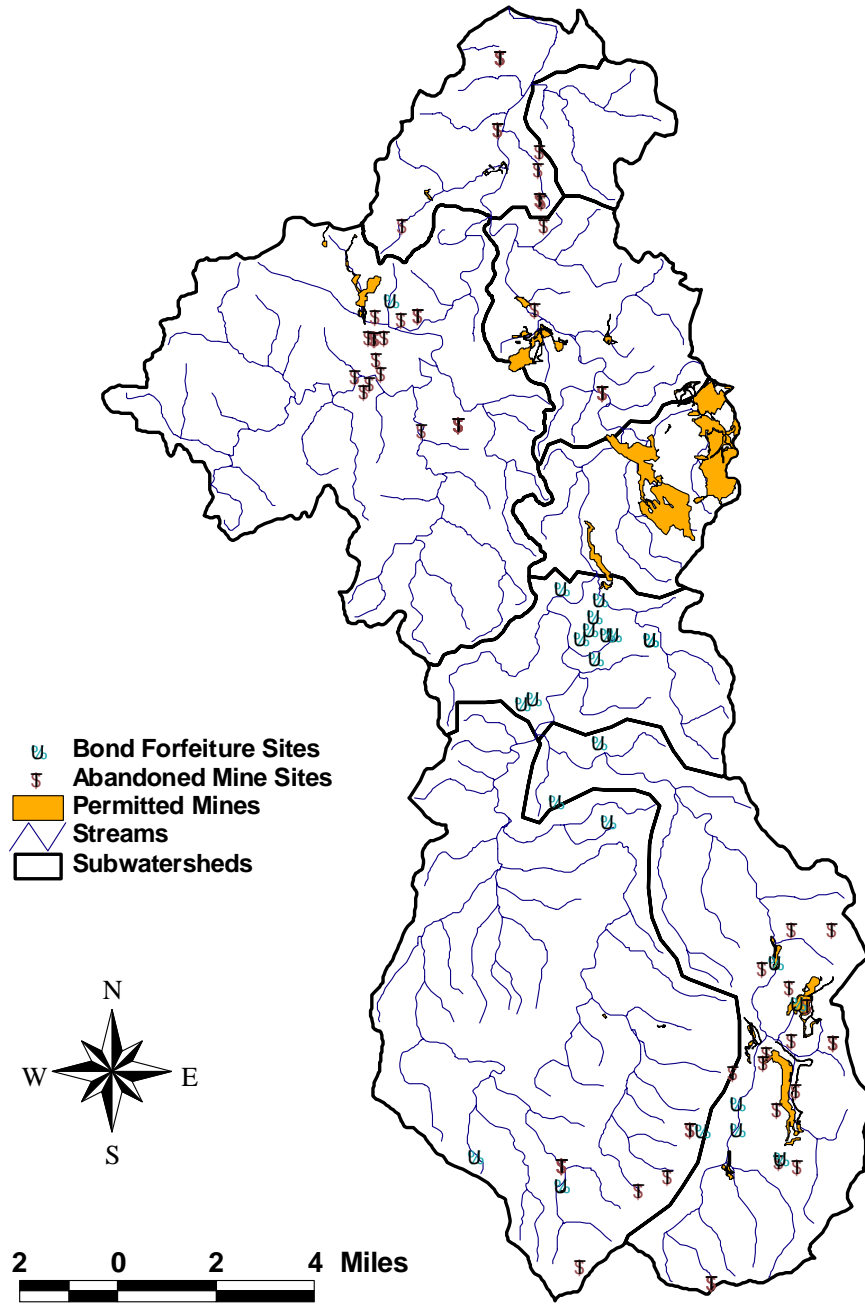 Bond Forfeiture Sites
Abandoned Mine Sites
Permitted Mines
Streams
Subwatersheds
N
W E
S
2 0 2 4 Miles